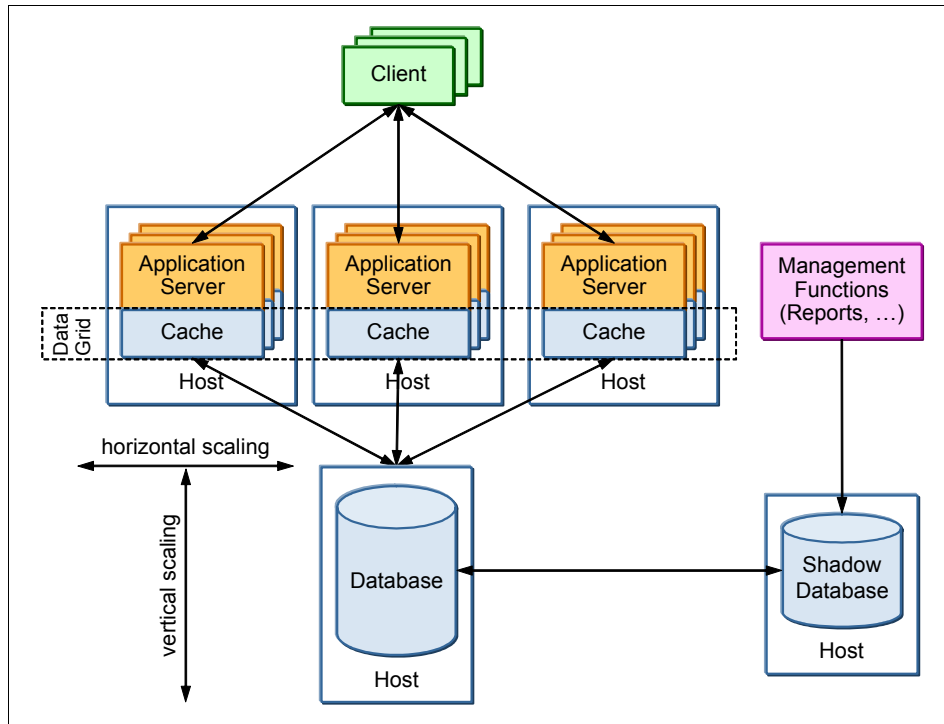 Client
Application
Server
Application
Server
Application
Server
Management
Functions
(Reports, …)
Data
Grid
Cache
Cache
Cache
Host
Host
Host
horizontal scaling
vertical scaling
Database
Host
Shadow
Database
Host